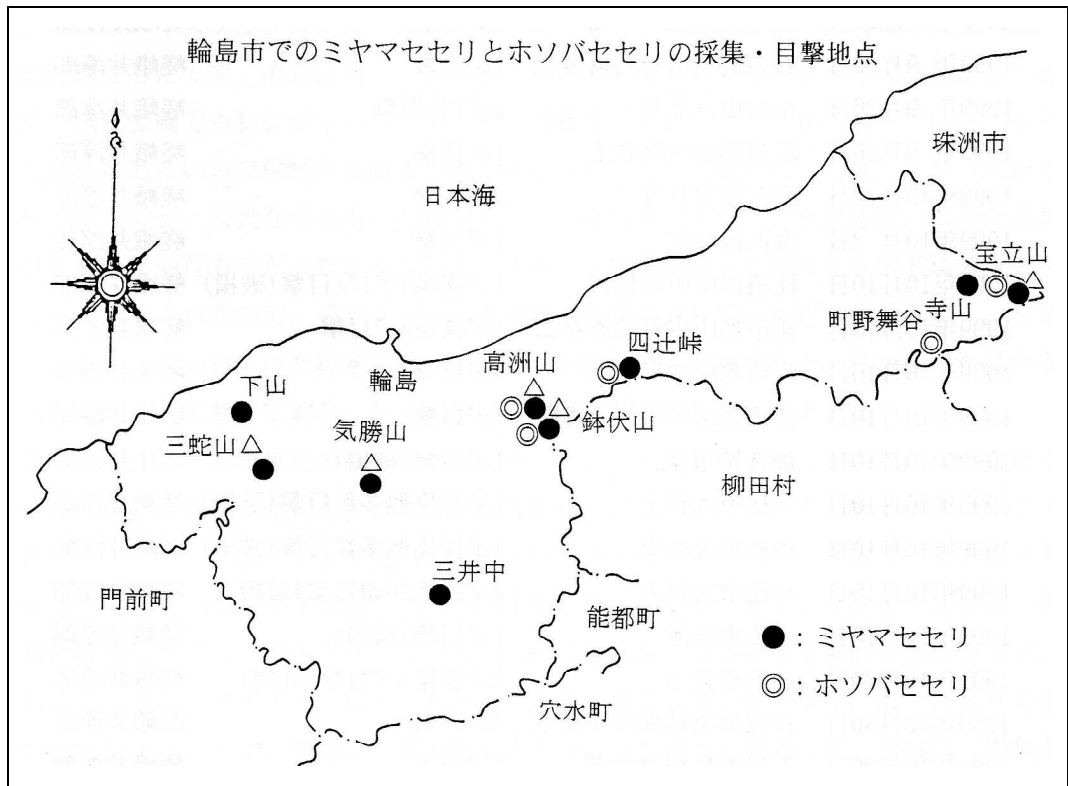 輪島市でのミヤマセセリとホソバセセリの採集・目撃地点
珠洲市
日本海
宝立山
町野舞谷
寺山
高洲山
四辻峠
輪島
下山
鉢伏山
三蛇山
気勝山
柳田村
三井中
門前町
能都町
●：ミヤマセセリ
◎：ホソバセセリ
穴水町